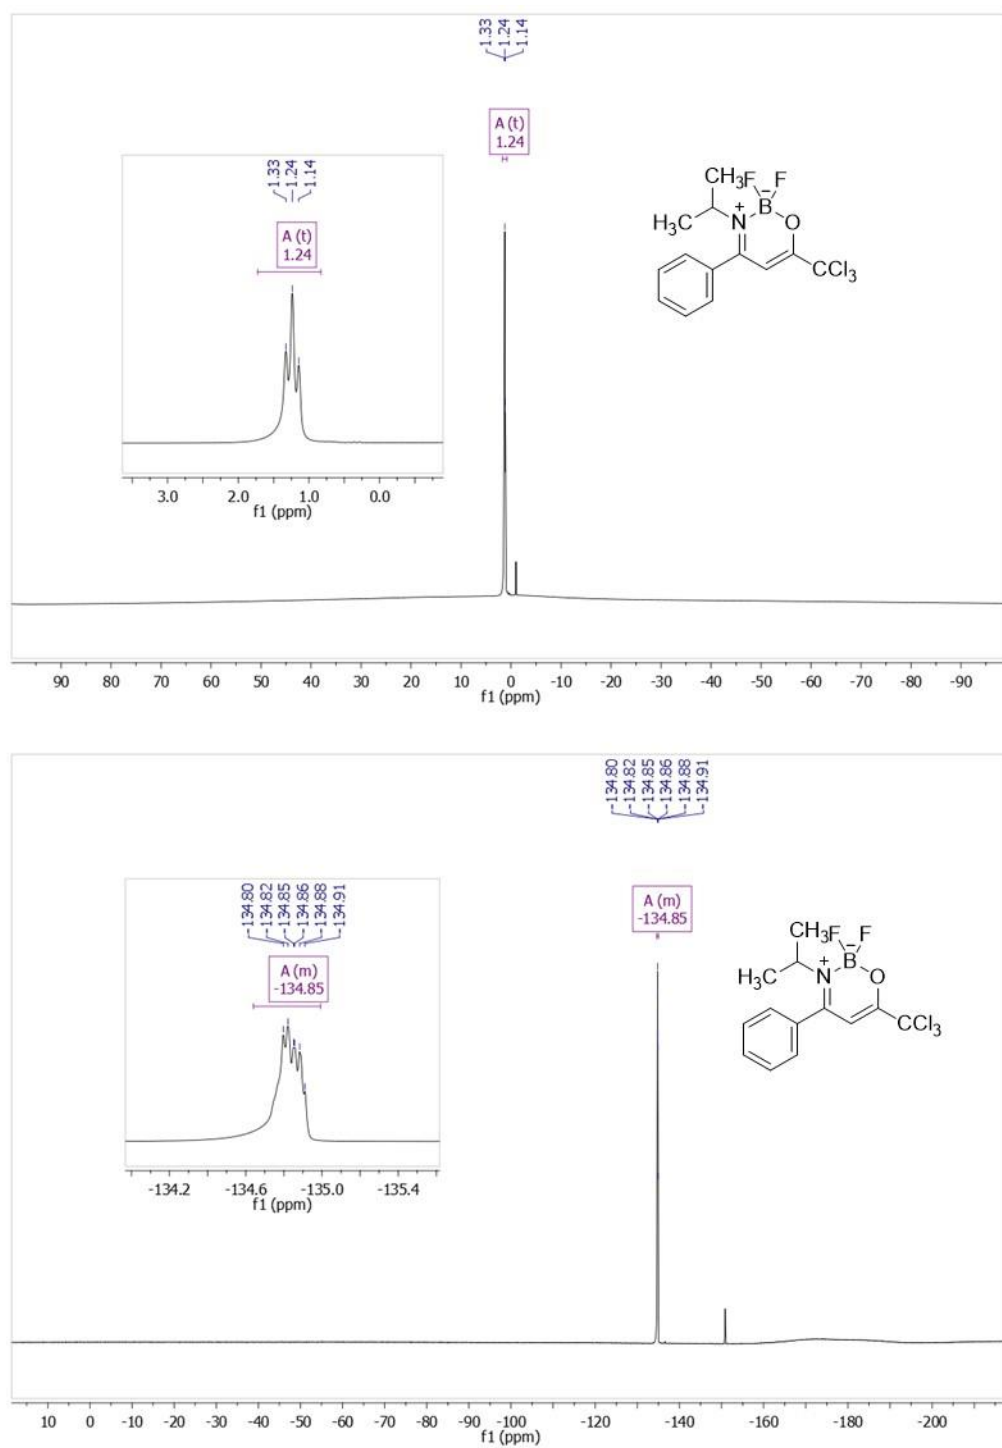 1.33
1.24
1.14
A (t)
1.24
1.33
1.24
1.14
A (t)
1.24
3.0 2.0 1.0 0.0
f1 (ppm)
CH₃ F F
H₃C + N B − O
CCl₃
90 80 70 60 50 40 30 20 10 0 -10 -20 -30 -40 -50 -60 -70 -80 -90
f1 (ppm)
-134.80
-134.82
-134.85
-134.86
-134.88
-134.91
A (m)
-134.85
-134.80
-134.82
-134.85
-134.86
-134.88
-134.91
A (m)
-134.85
-134.2 -134.6 -135.0 -135.4
f1 (ppm)
CH₃ F F
H₃C + N B − O
CCl₃
10 0 -10 -20 -30 -40 -50 -60 -70 -80 -90 -100 -120 -140 -160 -180 -200
f1 (ppm)